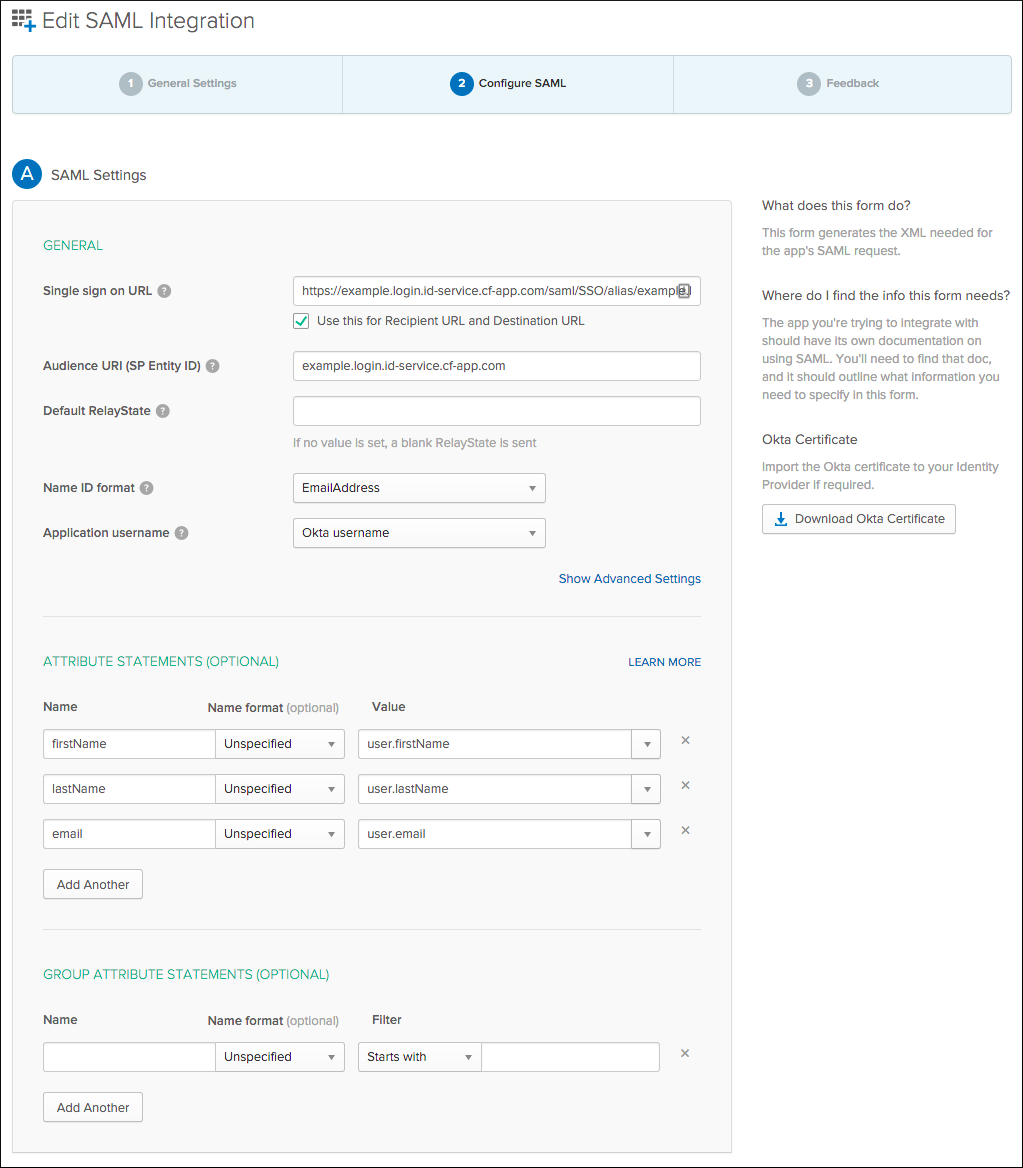 Edit SAML Integration
1 General Settings
2 Configure SAML
3 Feedback
A SAML Settings
GENERAL
Single sign on URL ?
https://example.login.id-service.cf-app.com/saml/SSO/alias/example.l
Use this for Recipient URL and Destination URL
Audience URI (SP Entity ID) ?
example.login.id-service.cf-app.com
Default RelayState ?
If no value is set, a blank RelayState is sent
Name ID format ?
EmailAddress
Application username ?
Okta username
Show Advanced Settings
ATTRIBUTE STATEMENTS (OPTIONAL)
LEARN MORE
Name Name format (optional) Value
firstName Unspecified user.firstName
lastName Unspecified user.lastName
email Unspecified user.email
Add Another
GROUP ATTRIBUTE STATEMENTS (OPTIONAL)
Name Name format (optional) Filter
Unspecified Starts with
Add Another
What does this form do?
This form generates the XML needed for
the app's SAML request.
Where do I find the info this form needs?
The app you're trying to integrate with
should have its own documentation on
using SAML. You'll need to find that doc,
and it should outline what information you
need to specify in this form.
Okta Certificate
Import the Okta certificate to your Identity
Provider if required.
Download Okta Certificate